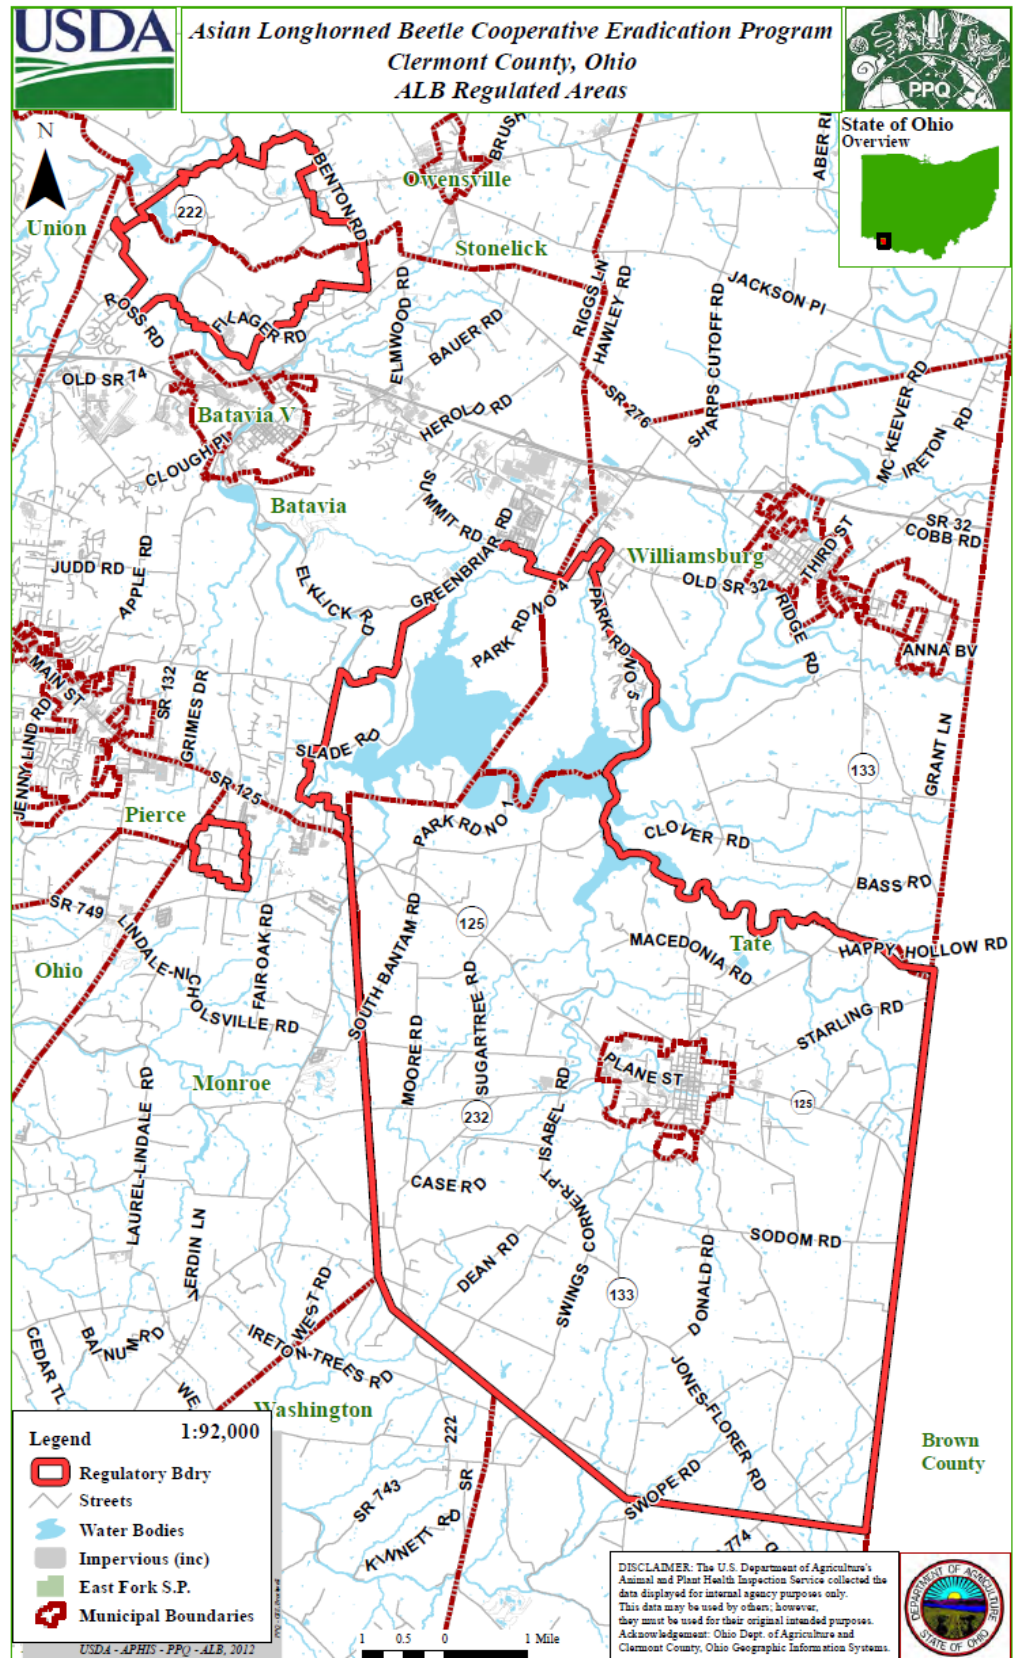 USDA
Asian Longhorned Beetle Cooperative Eradication Program
Clermont County, Ohio
ALB Regulated Areas
PPQ
State of Ohio
Overview
N
BENTON RD
BRUSH
ABER RD
Owensville
222
Union
Stonelick
ROSS RD
FILAGER RD
ELMWOOD RD
BAUER RD
RIGGS LN
HAWLEY RD
SHARPS CUTOFF RD
JACKSON PI
OLD SR 74
SR 276
MC KEEVER RD
IRETON RD
Batavia V
HEROLD RD
CLOUGH PI
Batavia
SUMMIT RD
GREENBRIAR RD
Williamsburg
THIRD ST
SR 32
COBB RD
OLD SR 32
JUDD RD
APPLE RD
ELKLICK RD
PARK RD NO 4
PARK RD NO 5
RIDGE RD
ANNA BV
MAIN ST
SR 132
GRIMES DR
JENNY LIND RD
SLADE RD
133
GRANT LN
SR 125
Pierce
PARK RD NO 1
CLOVER RD
BASS RD
SR 749
125
LINDALE-NICHOLSVILLE RD
FAIR OAK RD
SOUTH BANTAM RD
MACEDONIA RD
Tate
HAPPY HOLLOW RD
Ohio
MOORE RD
SUGARTREE RD
STARLING RD
PLANE ST
Monroe
LAUREL-LINDALE RD
232
ISABEL RD
125
CASE RD
SWINGS CORNER-PT
SODOM RD
DEAN RD
DONALD RD
133
WEST RD
CEDAR TL
IRETON-TREES RD
JONES-FLORER RD
WE
Washington
222
SR
Brown
County
SWOPE RD
SR 743
774
Legend
1:92,000
Regulatory Bdry
Streets
Water Bodies
Impervious (inc)
East Fork S.P.
Municipal Boundaries
USDA - APHIS - PPQ - ALB, 2012
1 0.5 0 1 Mile
DISCLAIMER: The U.S. Department of Agriculture's
Animal and Plant Health Inspection Service collected the
data displayed for internal agency purposes only.
This data may be used by others; however,
they must be used for their original intended purposes.
Acknowledgement: Ohio Dept. of Agriculture and
Clermont County, Ohio Geographic Information Systems.
DEPARTMENT OF AGRICULTURE
STATE OF OHIO